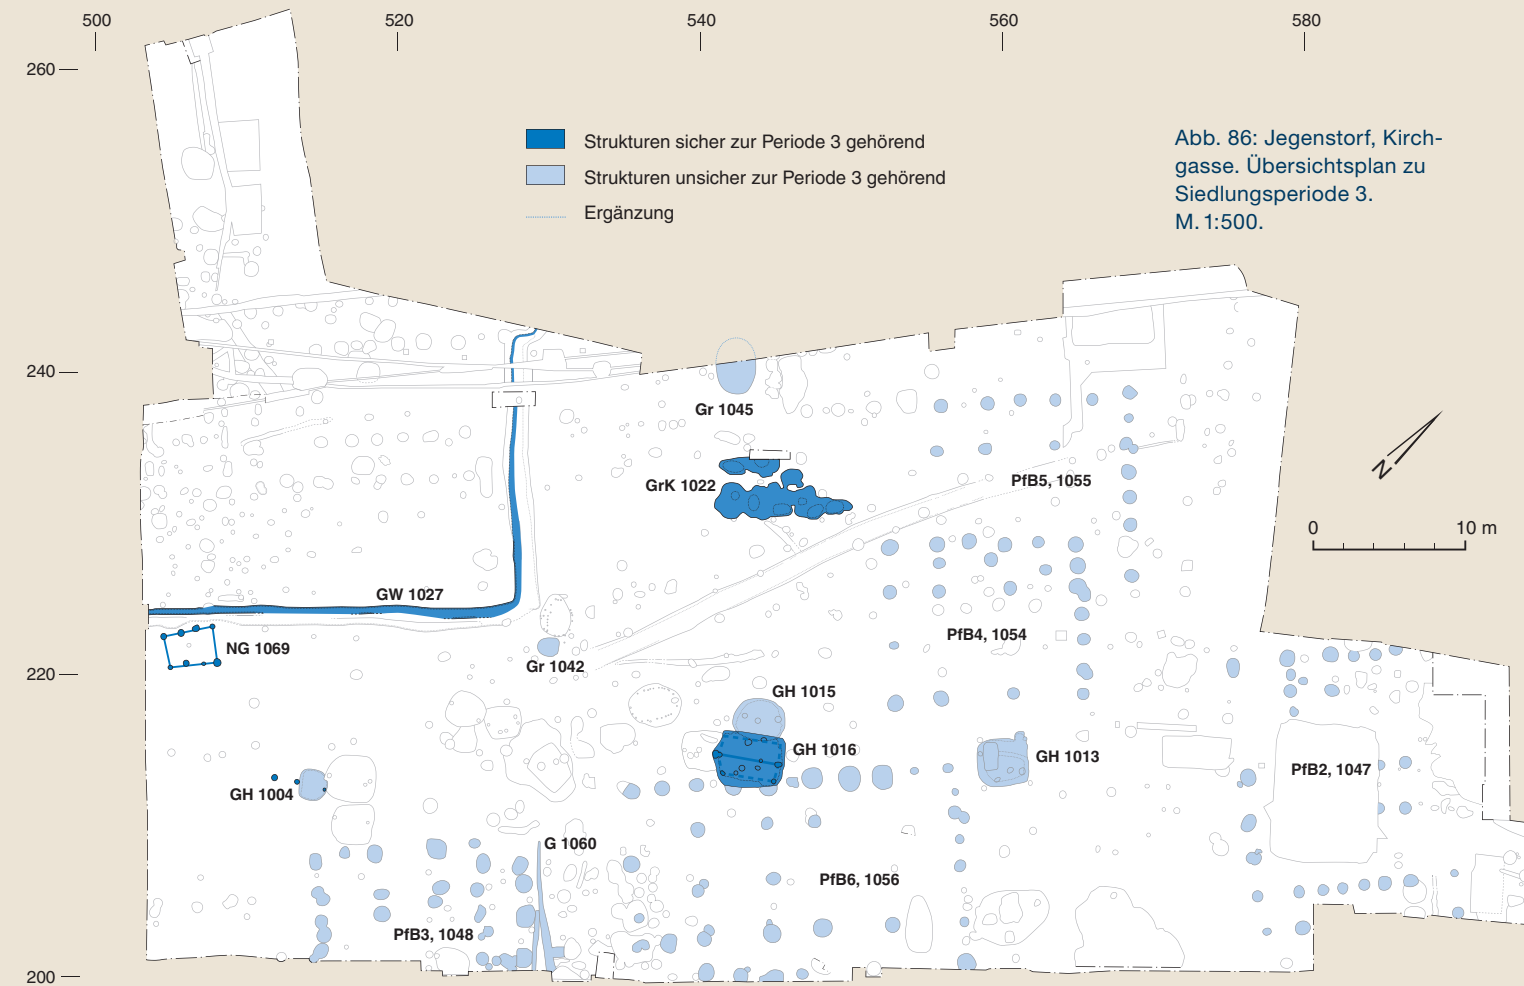 500 520 540 560 580
260
240
220
200
Strukturen sicher zur Periode 3 gehörend
Strukturen unsicher zur Periode 3 gehörend
Ergänzung
Abb. 86: Jegenstorf, Kirch-
gasse. Übersichtsplan zu
Siedlungsperiode 3.
M. 1:500.
N
0 10 m
Gr 1045
GrK 1022
PfB5, 1055
GW 1027
NG 1069
Gr 1042
PfB4, 1054
GH 1015
GH 1016
GH 1013
PfB2, 1047
GH 1004
G 1060
PfB6, 1056
PfB3, 1048